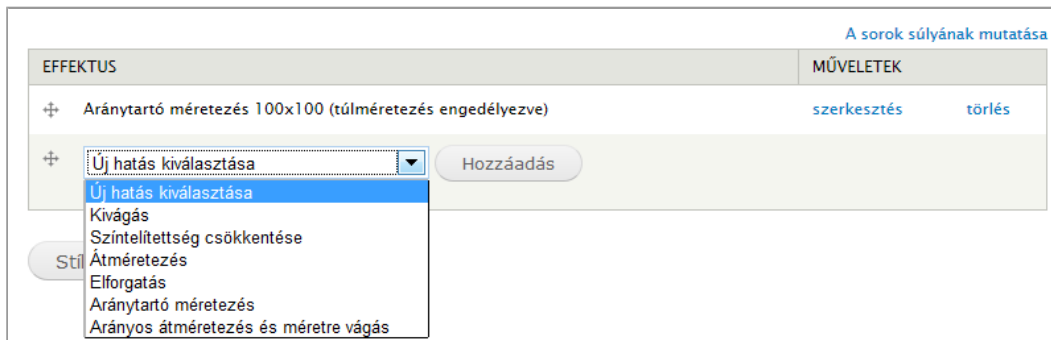 A sorok súlyának mutatása
EFFEKTUS MŰVELETEK
Aránytartó méretezés 100x100 (túlméretezés engedélyezve) szerkesztés törlés
Új hatás kiválasztása Hozzáadás
Új hatás kiválasztása
Kivágás
Színtelítettség csökkentése
Átméretezés
Elforgatás
Aránytartó méretezés
Arányos átméretezés és méretre vágás